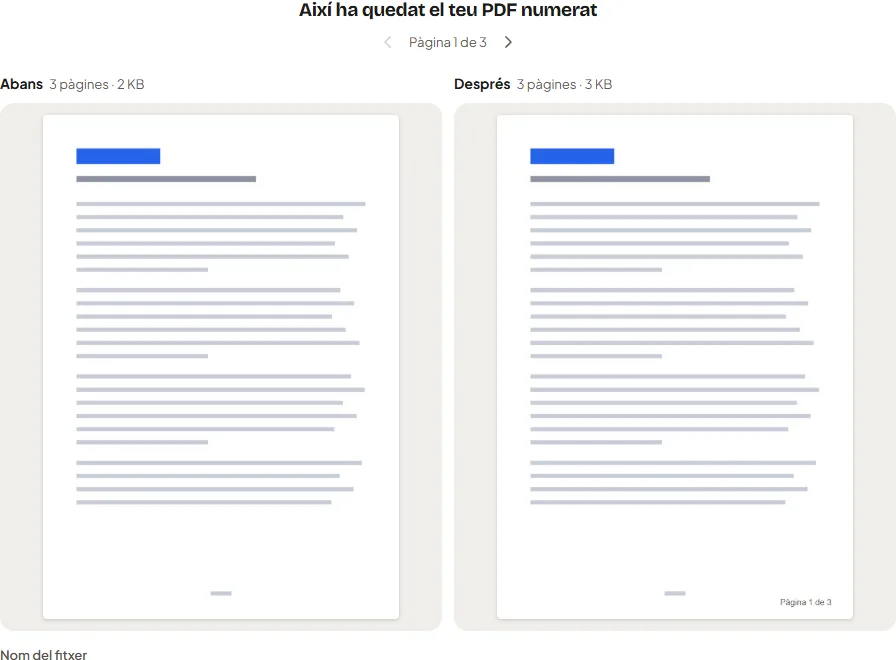 Així ha quedat el teu PDF numerat
Pàgina 1 de 3
Abans 3 pàgines · 2 KB
Després 3 pàgines · 3 KB
Pàgina 1 de 3
Nom del fitxer